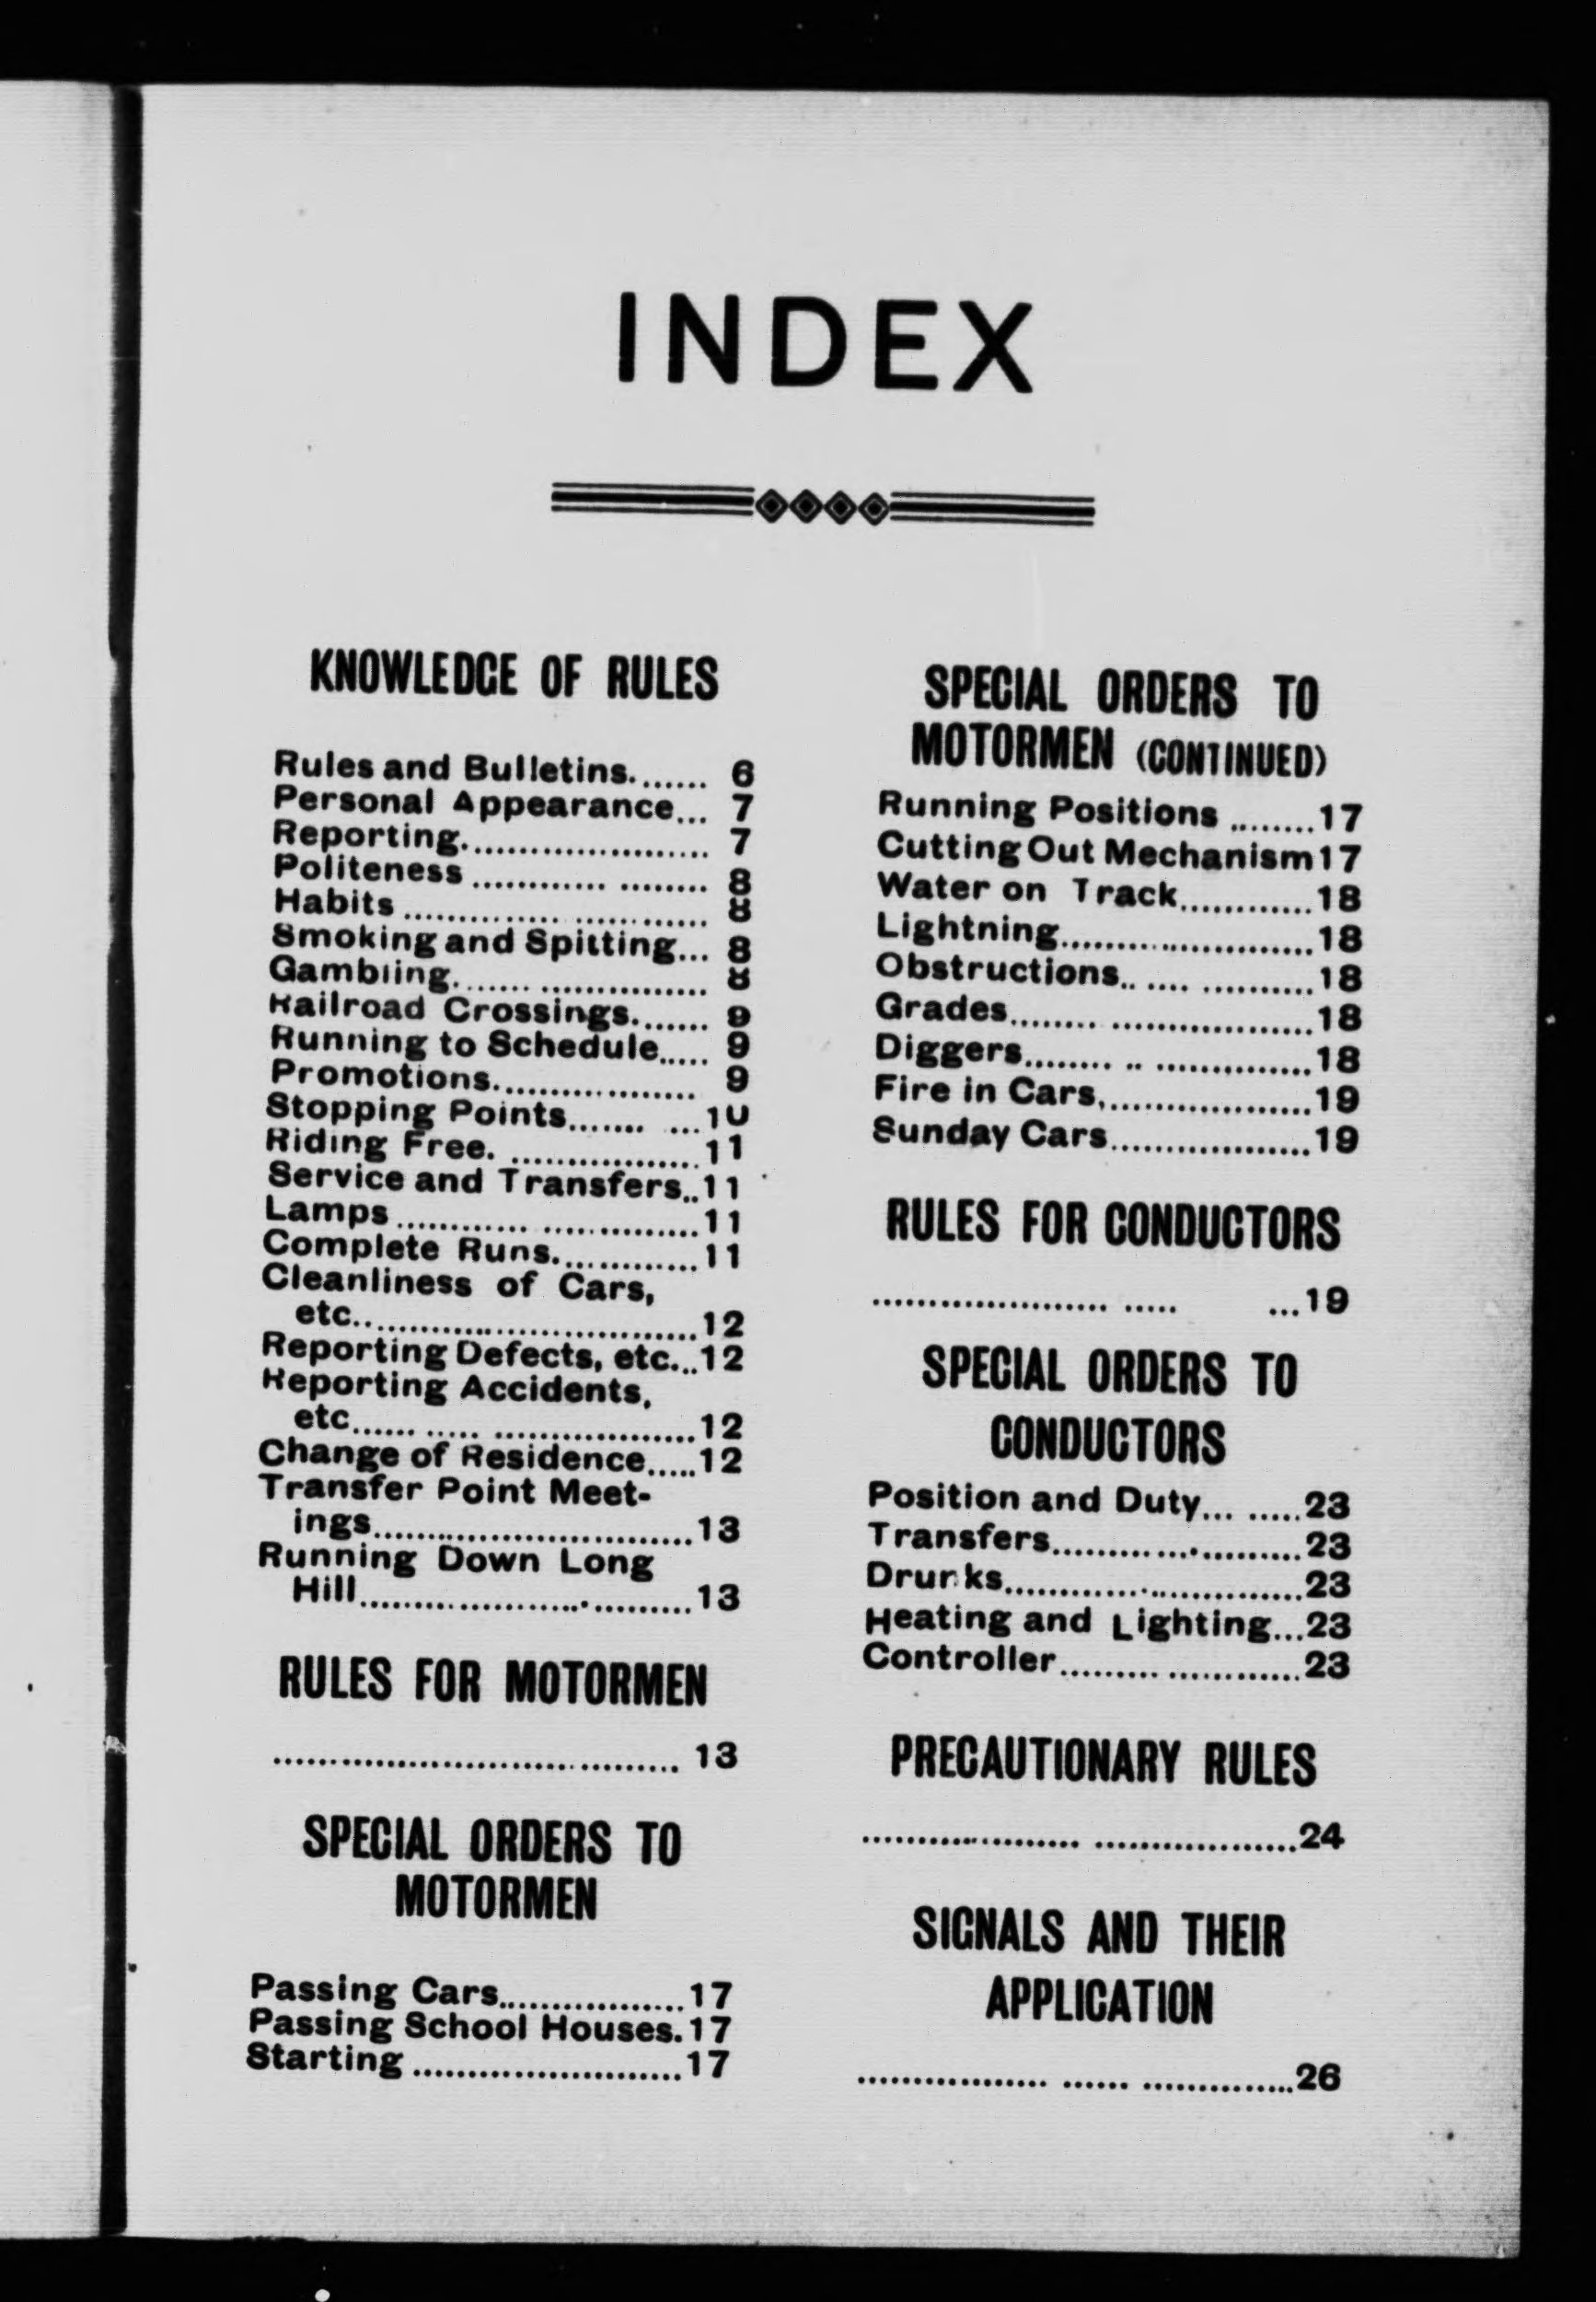 INDEX
KNOWLEDGE OF RULES
Rules and Bulletins........ 6
Personal Appearance... 7
Reporting....................... 7
Politeness ............ ........ 8
Habits .............. ............ 8
Smoking and Spitting... 8
Gambling....... ............... 8
Railroad Crossings........ 9
Running to Schedule..... 9
Promotions................... 9
Stopping Points....... ...10
Riding Free. .................11
Service and Transfers..11
Lamps ............ ..............11
Complete Runs.............11
Cleanliness of Cars,
etc...............................12
Reporting Defects, etc...12
Reporting Accidents,
etc...... ..... ..................12
Change of Residence.....12
Transfer Point Meet-
ings.............................13
Running Down Long
Hill..............................13
RULES FOR MOTORMEN
..................................... 13
SPECIAL ORDERS TO
MOTORMEN
Passing Cars.................17
Passing School Houses.17
Starting ........................17
SPECIAL ORDERS TO
MOTORMEN (CONTINUED)
Running Positions ........17
Cutting Out Mechanism17
Water on Track............18
Lightning.......................18
Obstructions.. .... ..........18
Grades........ ..................18
Diggers........ .. ..............18
Fire in Cars...................19
Sunday Cars..................19
RULES FOR CONDUCTORS
..................... ..... ...19
SPECIAL ORDERS TO
CONDUCTORS
Position and Duty... .....23
Transfers......................23
Drunks...........................23
Heating and Lighting...23
Controller......... ............23
PRECAUTIONARY RULES
.................... ..................24
SIGNALS AND THEIR
APPLICATION
................. ...... ..............26